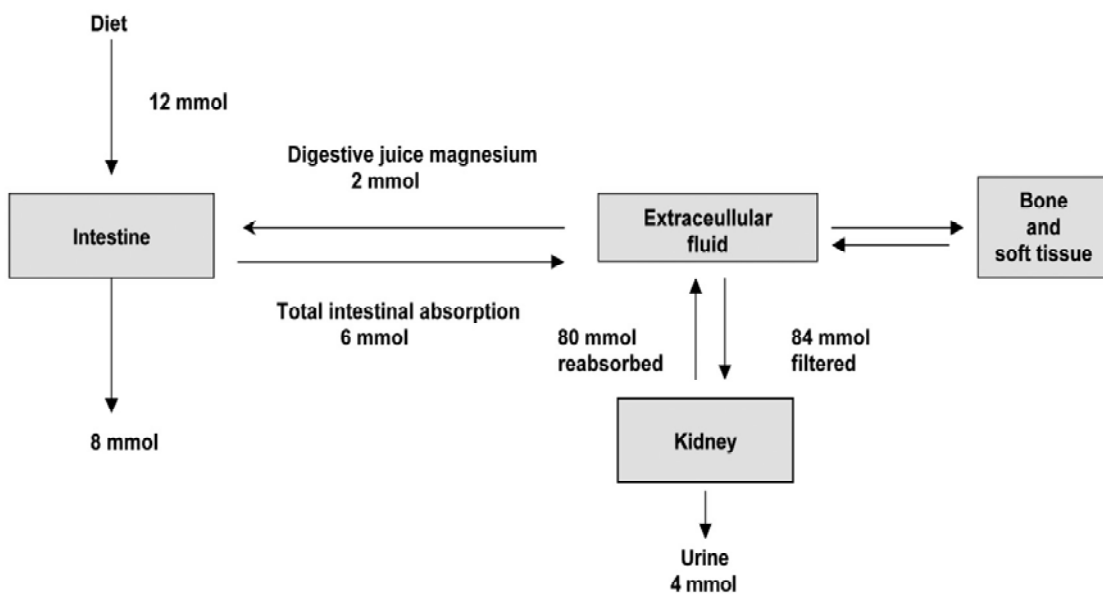 Diet
12 mmol
Digestive juice magnesium
2 mmol
Intestine
Extraceullular
fluid
Bone
and
soft tissue
Total intestinal absorption
6 mmol
80 mmol
reabsorbed
84 mmol
filtered
8 mmol
Kidney
Urine
4 mmol